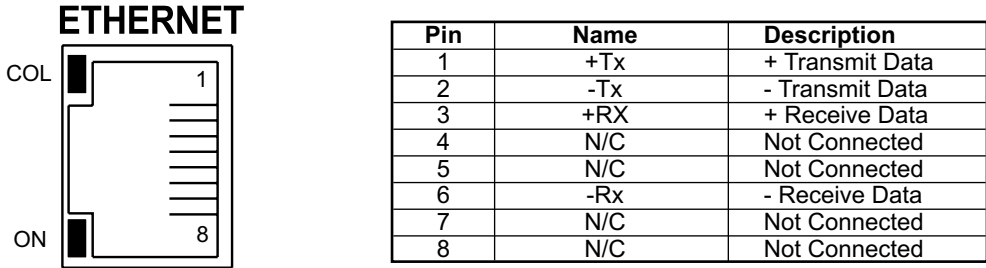 ETHERNET
COL
1
8
ON
Pin Name Description
1 +Tx + Transmit Data
2 -Tx - Transmit Data
3 +RX + Receive Data
4 N/C Not Connected
5 N/C Not Connected
6 -Rx - Receive Data
7 N/C Not Connected
8 N/C Not Connected